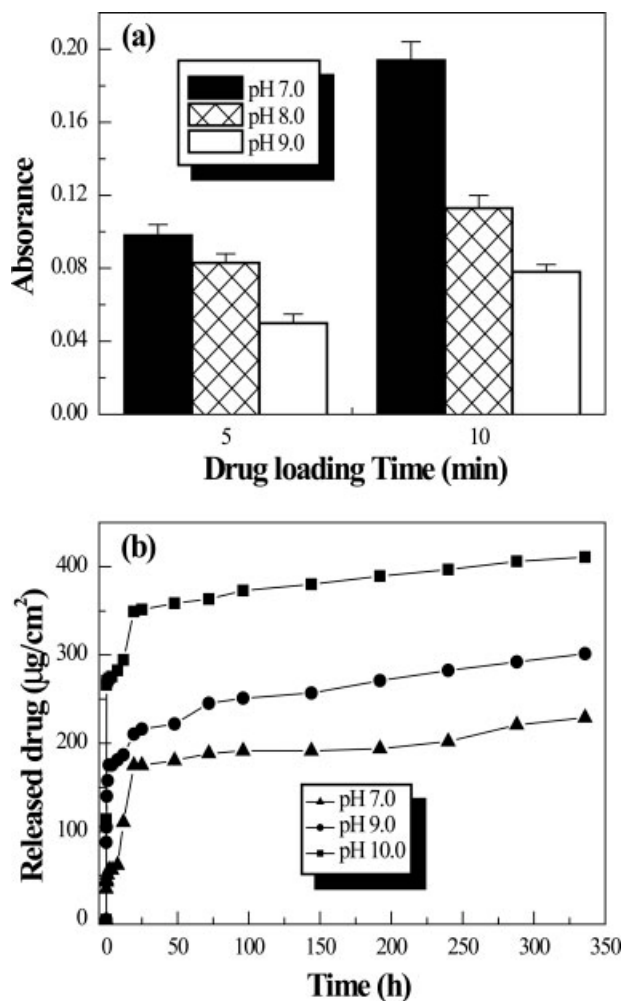 (a)
0.20
0.16
0.12
0.08
0.04
0.00
Absorance
pH 7.0
pH 8.0
pH 9.0
5
10
Drug loading Time (min)
(b)
400
300
200
100
0
Released drug (μg/cm²)
pH 7.0
pH 9.0
pH 10.0
0 50 100 150 200 250 300 350
Time (h)